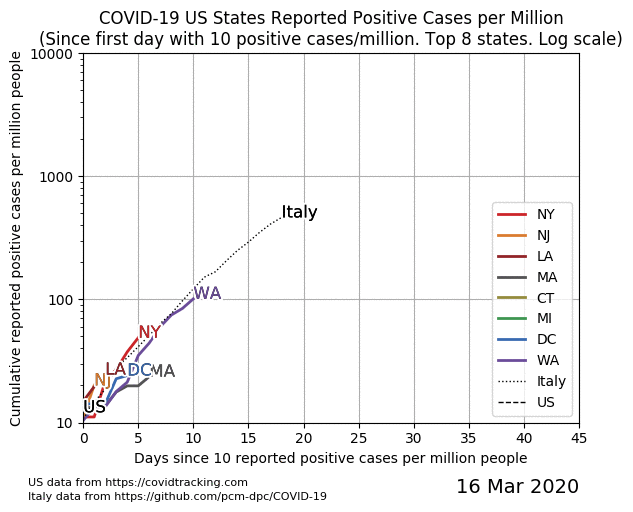 COVID-19 US States Reported Positive Cases per Million
(Since first day with 10 positive cases/million. Top 8 states. Log scale)
Cumulative reported positive cases per million people
10000
1000
100
10
Italy
WA
NY
LA
NJ
DC
MA
US
NY
NJ
LA
MA
CT
MI
DC
WA
Italy
US
0 5 10 15 20 25 30 35 40 45
Days since 10 reported positive cases per million people
US data from https://covidtracking.com
Italy data from https://github.com/pcm-dpc/COVID-19
16 Mar 2020